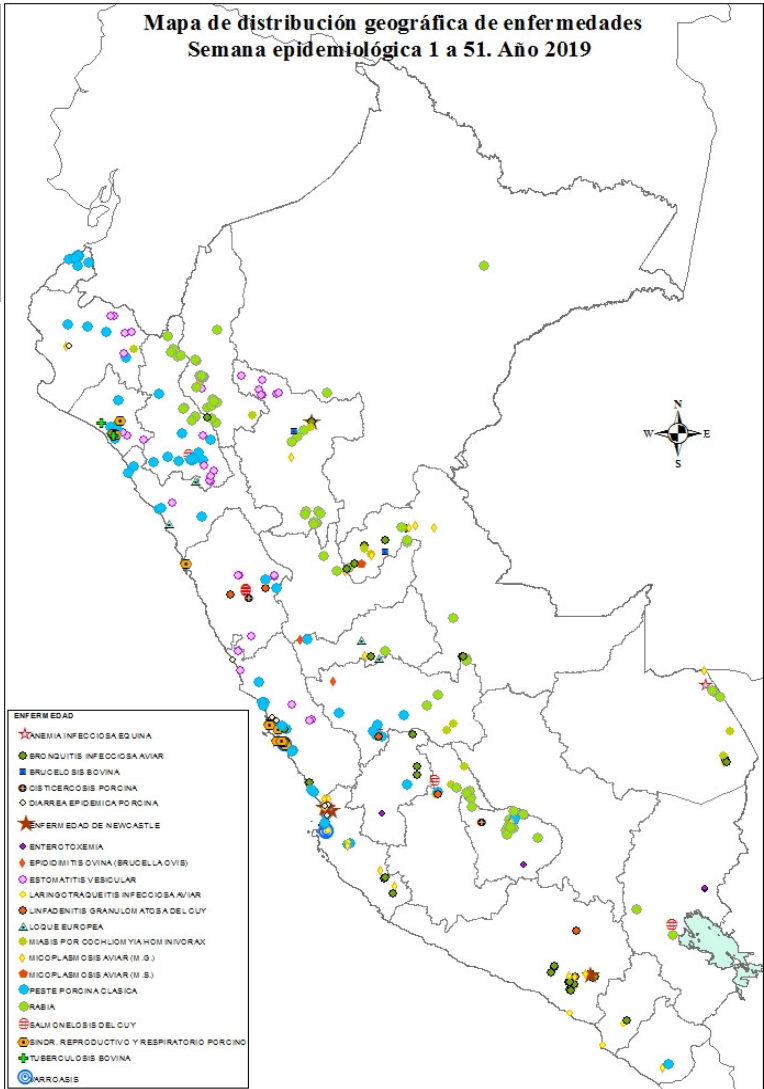 Mapa de distribución geográfica de enfermedades
Semana epidemiológica 1 a 51. Año 2019
N
W
E
S
ENFERMEDAD
ANEMIA INFECCIOSA EQUINA
BRONQUITIS INFECCIOSA AVIAR
BRUCELOSIS BOVINA
CISTICERCOSIS PORCINA
DIARREA EPIDEMICA PORCINA
ENFERMEDAD DE NEWCASTLE
ENTEROTOXEMIA
EPIDIDIMITIS OVINA (BRUCELLA OVIS)
ESTOMATITIS VESICULAR
LARINGOTRAQUEITIS INFECCIOSA AVIAR
LINFADENITIS GRANULOMATOSA DEL CUY
LOQUE EUROPEA
MIASIS POR COCHLIOMYIA HOMINIVORAX
MICOPLASMOSIS AVIAR (M.G.)
MICOPLASMOSIS AVIAR (M.S.)
PESTE PORCINA CLASICA
RABIA
SALMONELOSIS DEL CUY
SINDR. REPRODUCTIVO Y RESPIRATORIO PORCINO
TUBERCULOSIS BOVINA
VARROASIS